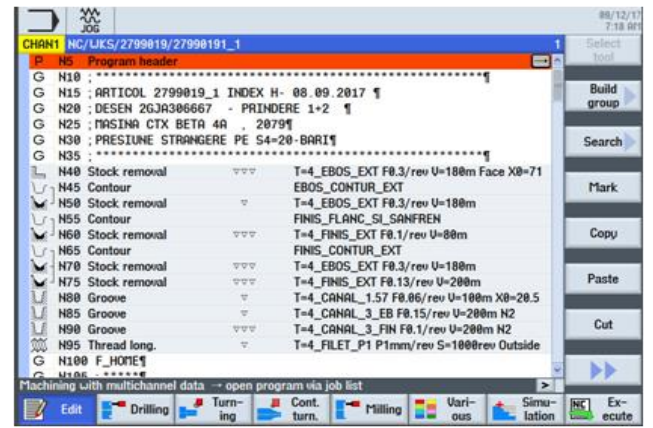 JOG
08/12/17
7:18 AM
CHAN1 NC/WKS/2799019/27990191_1 1
Select tool
P N5 Program header
G N10 ;************************************************¶
G N15 ;ARTICOL 2799019_1 INDEX H- 08.09.2017 ¶
G N20 ;DESEN 2GJA306667 - PRINDERE 1+2 ¶
G N25 ;MASINA CTX BETA 4A , 2079¶
G N30 ;PRESIUNE STRANGERE PE S4=20-BARI¶
G N35 ;************************************************¶
N40 Stock removal ▽▽▽ T=4_EBOS_EXT F0.3/rev V=180m Face X0=71
N45 Contour EBOS_CONTUR_EXT
N50 Stock removal ▽ T=4_EBOS_EXT F0.3/rev V=180m
N55 Contour FINIS_FLANC_SI_SANFREN
N60 Stock removal ▽▽▽ T=4_FINIS_EXT F0.1/rev V=80m
N65 Contour FINIS_CONTUR_EXT
N70 Stock removal ▽▽▽ T=4_EBOS_EXT F0.3/rev V=180m
N75 Stock removal ▽▽▽ T=4_FINIS_EXT F0.13/rev V=200m
N80 Groove ▽ T=4_CANAL_1.57 F0.06/rev V=100m X0=20.5
N85 Groove ▽ T=4_CANAL_3_EB F0.15/rev V=200m N2
N90 Groove ▽▽▽ T=4_CANAL_3_FIN F0.1/rev V=200m N2
N95 Thread long. ▽ T=4_FILET_P1 P1mm/rev S=1000rev Outside
G N100 F_HOME¶
G N105 ;*****¶
Machining with multichannel data → open program via job list >
Build group
Search
Mark
Copy
Paste
Cut
Edit
Drilling
Turn-ing
Cont. turn.
Milling
Vari-ous
Simu-lation
NC Ex-ecute